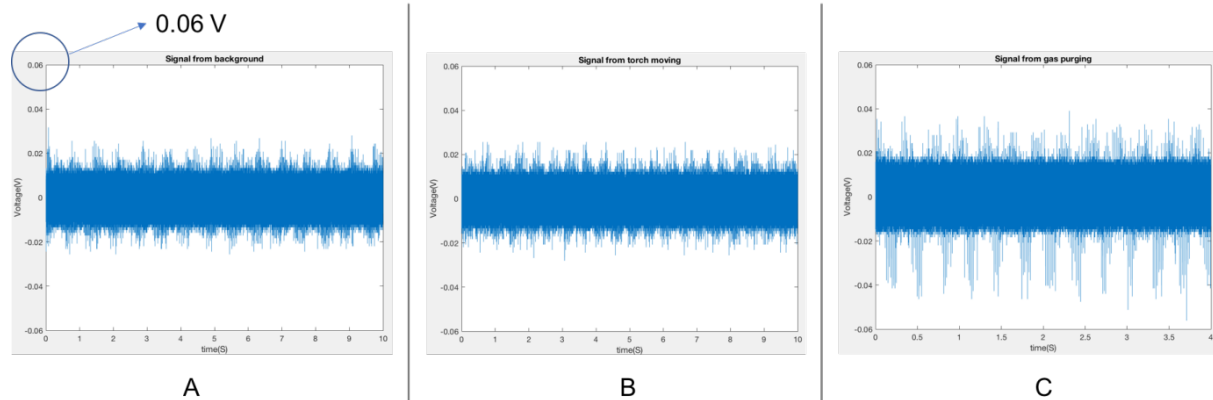 0.06 V
Signal from background
0.06
0.04
0.02
0
-0.02
-0.04
-0.06
Voltage(V)
0 1 2 3 4 5 6 7 8 9 10
time(S)
A
Signal from torch moving
0.06
0.04
0.02
0
-0.02
-0.04
-0.06
Voltage(V)
0 1 2 3 4 5 6 7 8 9 10
time(S)
B
Signal from gas purging
0.06
0.04
0.02
0
-0.02
-0.04
-0.06
Voltage(V)
0 0.5 1 1.5 2 2.5 3 3.5 4
time(S)
C